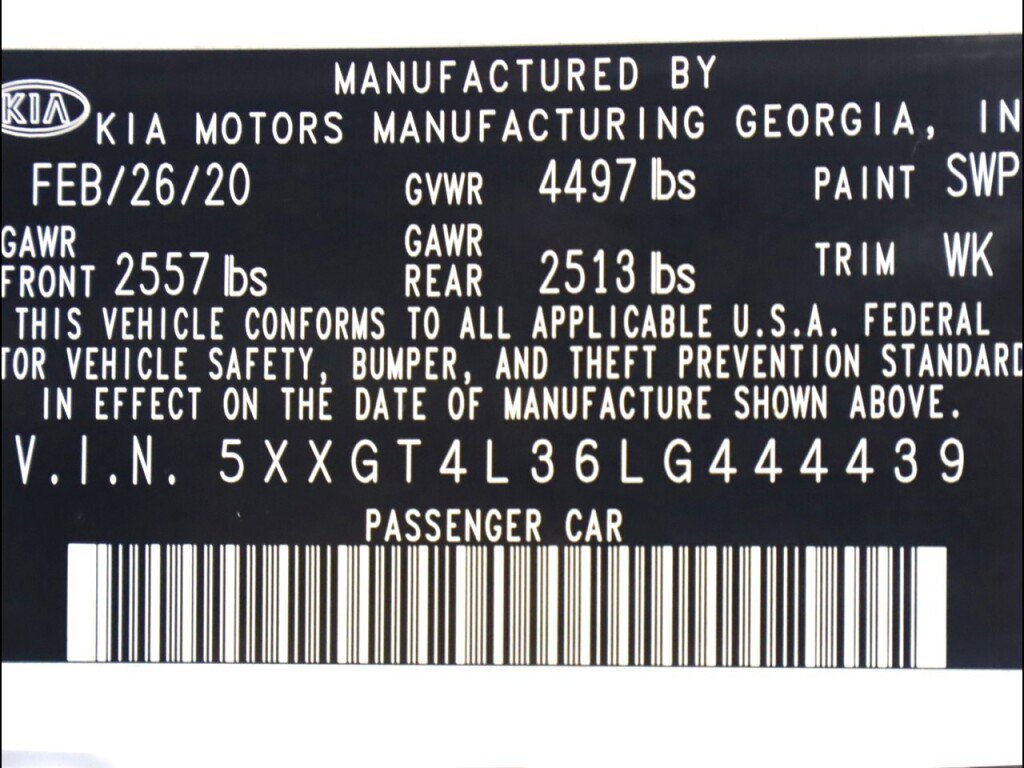 MANUFACTURED BY
KIA
KIA MOTORS MANUFACTURING GEORGIA, IN
FEB/26/20 GVWR 4497 lbs PAINT SWP
GAWR FRONT 2557 lbs GAWR REAR 2513 lbs TRIM WK
THIS VEHICLE CONFORMS TO ALL APPLICABLE U.S.A. FEDERAL
TOR VEHICLE SAFETY, BUMPER, AND THEFT PREVENTION STANDARD
IN EFFECT ON THE DATE OF MANUFACTURE SHOWN ABOVE.
V.I.N. 5XXGT4L36LG444439
PASSENGER CAR